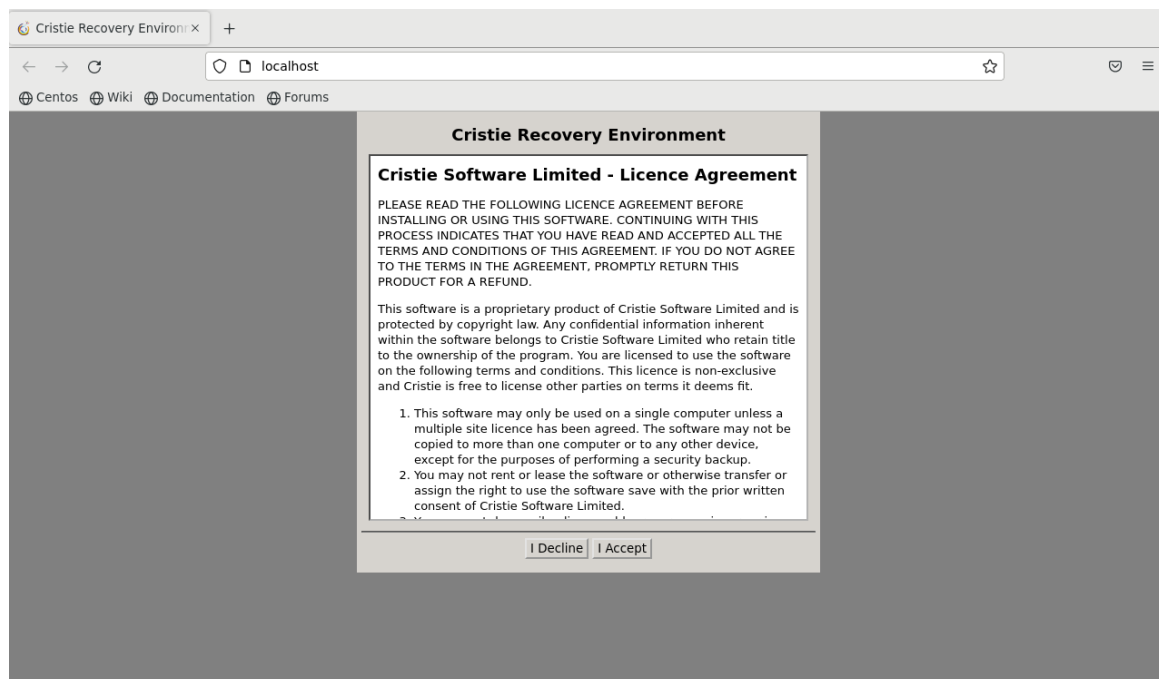 Cristie Recovery Environ
localhost
Centos Wiki Documentation Forums
Cristie Recovery Environment
Cristie Software Limited - Licence Agreement
PLEASE READ THE FOLLOWING LICENCE AGREEMENT BEFORE
INSTALLING OR USING THIS SOFTWARE. CONTINUING WITH THIS
PROCESS INDICATES THAT YOU HAVE READ AND ACCEPTED ALL THE
TERMS AND CONDITIONS OF THIS AGREEMENT. IF YOU DO NOT AGREE
TO THE TERMS IN THE AGREEMENT, PROMPTLY RETURN THIS
PRODUCT FOR A REFUND.
This software is a proprietary product of Cristie Software Limited and is
protected by copyright law. Any confidential information inherent
within the software belongs to Cristie Software Limited who retain title
to the ownership of the program. You are licensed to use the software
on the following terms and conditions. This licence is non-exclusive
and Cristie is free to license other parties on terms it deems fit.
1. This software may only be used on a single computer unless a
multiple site licence has been agreed. The software may not be
copied to more than one computer or to any other device,
except for the purposes of performing a security backup.
2. You may not rent or lease the software or otherwise transfer or
assign the right to use the software save with the prior written
consent of Cristie Software Limited.
I Decline I Accept